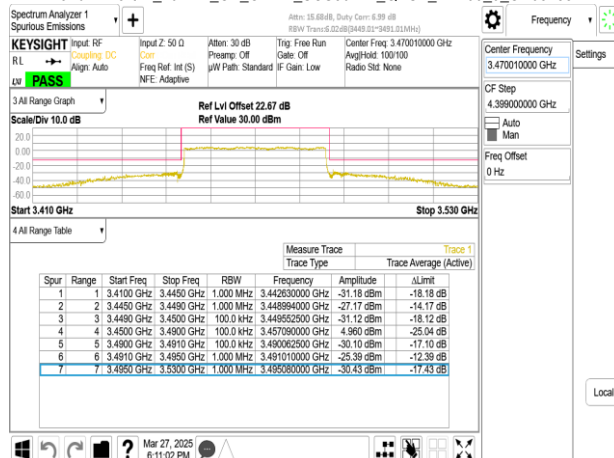 Spectrum Analyzer 1
Spurious Emissions
Attn: 15.68dB, Duty Corr: 6.99 dB
RBW Trans:6.02dB(3449.01~3491.01MHz)
Frequency
KEYSIGHT Input: RF Input Z: 50 Ω Atten: 30 dB Trig: Free Run Center Freq: 3.470010000 GHz
RL Coupling: DC Corr Preamp: Off Gate: Off Avg|Hold: 100/100
Align: Auto Freq Ref: Int (S) µW Path: Standard IF Gain: Low Radio Std: None
LXI PASS NFE: Adaptive
Center Frequency
3.470010000 GHz
Settings
CF Step
4.399000000 GHz
Auto
Man
Freq Offset
0 Hz
3 All Range Graph
Ref Lvl Offset 22.67 dB
Scale/Div 10.0 dB Ref Value 30.00 dBm
20.0
0.00
-20.0
-40.0
-60.0
Start 3.410 GHz Stop 3.530 GHz
4 All Range Table
Measure Trace Trace 1
Trace Type Trace Average (Active)
Spur Range Start Freq Stop Freq RBW Frequency Amplitude ΔLimit
1 1 3.4100 GHz 3.4450 GHz 1.000 MHz 3.442630000 GHz -31.18 dBm -18.18 dB
2 2 3.4450 GHz 3.4490 GHz 1.000 MHz 3.448994000 GHz -27.17 dBm -14.17 dB
3 3 3.4490 GHz 3.4500 GHz 100.0 kHz 3.449552500 GHz -31.12 dBm -18.12 dB
4 4 3.4500 GHz 3.4900 GHz 100.0 kHz 3.457090000 GHz 4.960 dBm -25.04 dB
5 5 3.4900 GHz 3.4910 GHz 100.0 kHz 3.490062500 GHz -30.10 dBm -17.10 dB
6 6 3.4910 GHz 3.4950 GHz 1.000 MHz 3.491010000 GHz -25.39 dBm -12.39 dB
7 7 3.4950 GHz 3.5300 GHz 1.000 MHz 3.495080000 GHz -30.43 dBm -17.43 dB
Local
Mar 27, 2025
6:11:02 PM